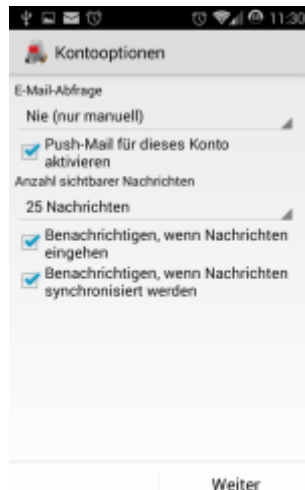 11:30
Kontooptionen
E-Mail-Abfrage
Nie (nur manuell)
Push-Mail für dieses Konto
aktivieren
Anzahl sichtbarer Nachrichten
25 Nachrichten
Benachrichtigen, wenn Nachrichten
eingehen
Benachrichtigen, wenn Nachrichten
synchronisiert werden
Weiter